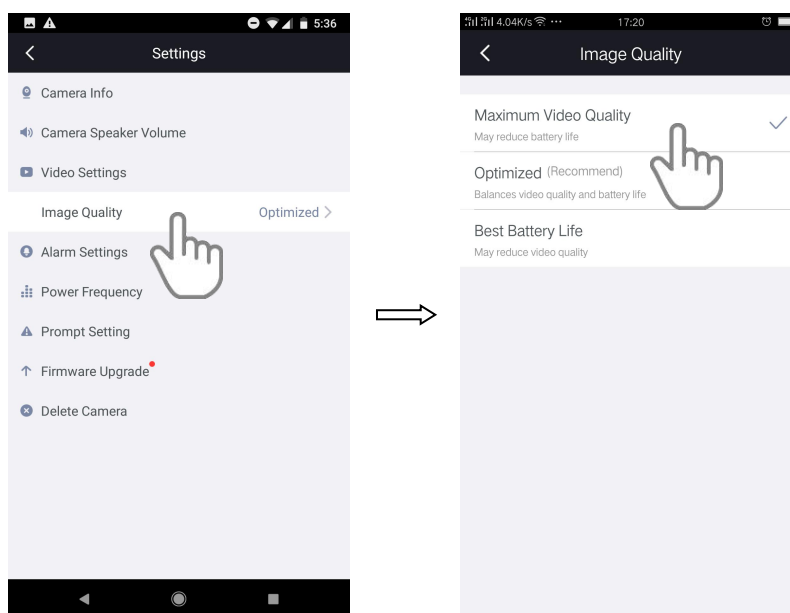 5:36
Settings
Camera Info
Camera Speaker Volume
Video Settings
Image Quality Optimized
Alarm Settings
Power Frequency
Prompt Setting
Firmware Upgrade
Delete Camera
4.04K/s 17:20
Image Quality
Maximum Video Quality
May reduce battery life
Optimized (Recommend)
Balances video quality and battery life
Best Battery Life
May reduce video quality